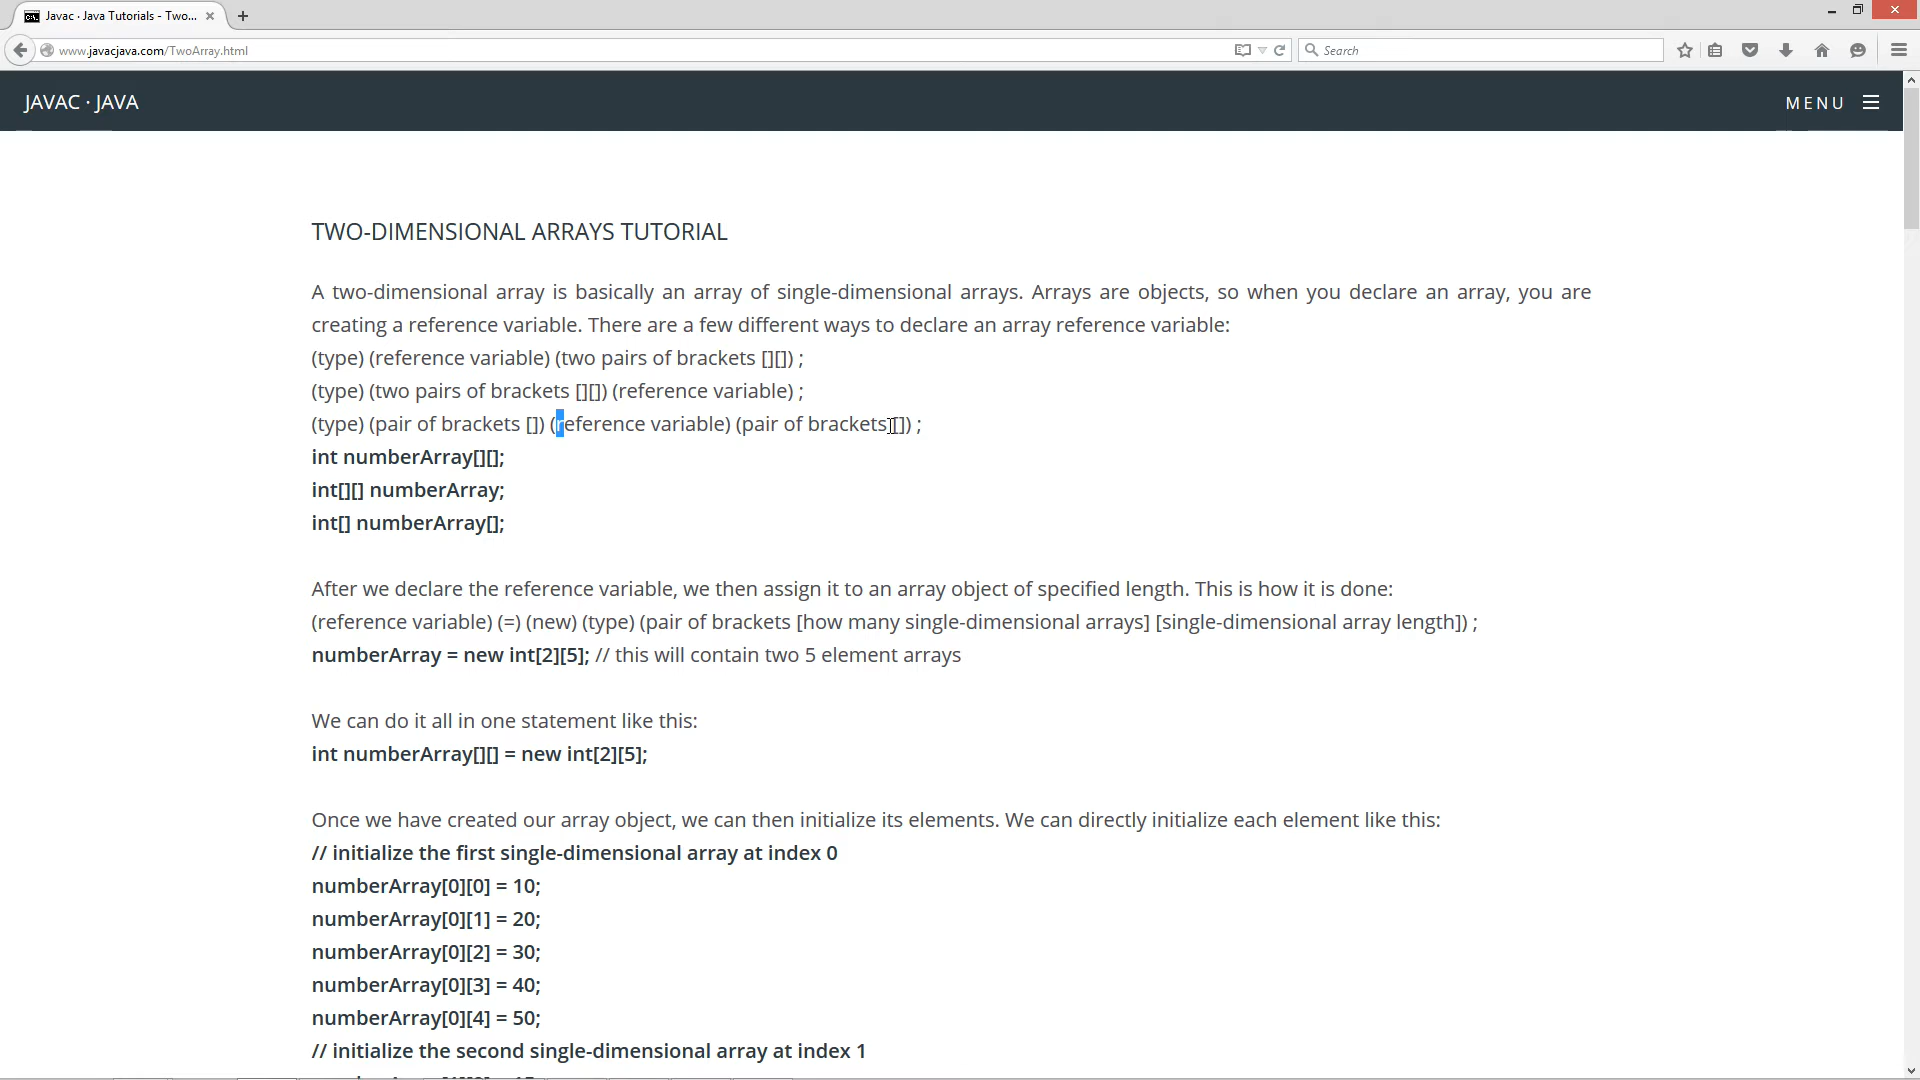 Javac · Java Tutorials - Two...
www.javacjava.com/TwoArray.html
Search
JAVAC · JAVA
MENU
TWO-DIMENSIONAL ARRAYS TUTORIAL
A two-dimensional array is basically an array of single-dimensional arrays. Arrays are objects, so when you declare an array, you are
creating a reference variable. There are a few different ways to declare an array reference variable:
(type) (reference variable) (two pairs of brackets [][]) ;
(type) (two pairs of brackets [][]) (reference variable) ;
(type) (pair of brackets []) (reference variable) (pair of brackets []) ;
int numberArray[][];
int[][] numberArray;
int[] numberArray[];
After we declare the reference variable, we then assign it to an array object of specified length. This is how it is done:
(reference variable) (=) (new) (type) (pair of brackets [how many single-dimensional arrays] [single-dimensional array length]) ;
numberArray = new int[2][5]; // this will contain two 5 element arrays
We can do it all in one statement like this:
int numberArray[][] = new int[2][5];
Once we have created our array object, we can then initialize its elements. We can directly initialize each element like this:
// initialize the first single-dimensional array at index 0
numberArray[0][0] = 10;
numberArray[0][1] = 20;
numberArray[0][2] = 30;
numberArray[0][3] = 40;
numberArray[0][4] = 50;
// initialize the second single-dimensional array at index 1